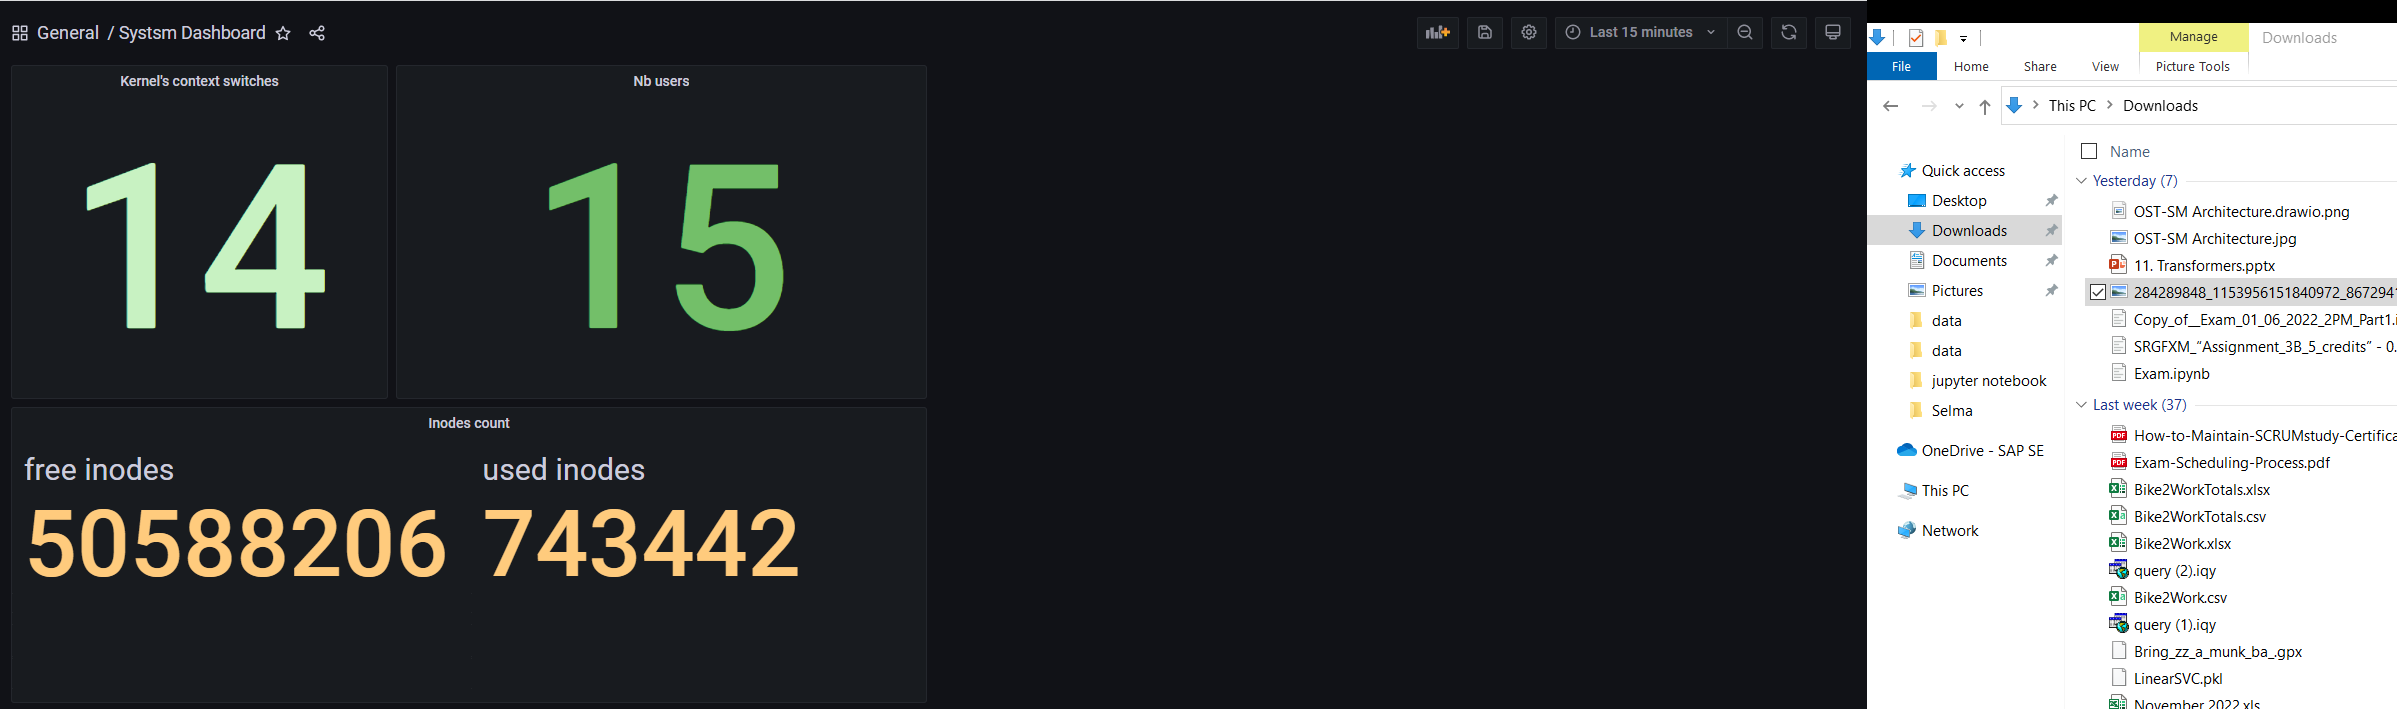 General / Systsm Dashboard
Last 15 minutes
Kernel's context switches
14
Nb users
15
Inodes count
free inodes
50588206
used inodes
743442
Manage
Downloads
File
Home
Share
View
Picture Tools
This PC
Downloads
Quick access
Desktop
Downloads
Documents
Pictures
data
data
jupyter notebook
Selma
OneDrive - SAP SE
This PC
Network
Name
Yesterday (7)
OST-SM Architecture.drawio.png
OST-SM Architecture.jpg
11. Transformers.pptx
284289848_1153956151840972_867294
Copy_of__Exam_01_06_2022_2PM_Part1.i
SRGFXM_“Assignment_3B_5_credits” - 0.
Exam.ipynb
Last week (37)
How-to-Maintain-SCRUMstudy-Certifica
Exam-Scheduling-Process.pdf
Bike2WorkTotals.xlsx
Bike2WorkTotals.csv
Bike2Work.xlsx
query (2).iqy
Bike2Work.csv
query (1).iqy
Bring_zz_a_munk_ba_.gpx
LinearSVC.pkl
November 2022.xls